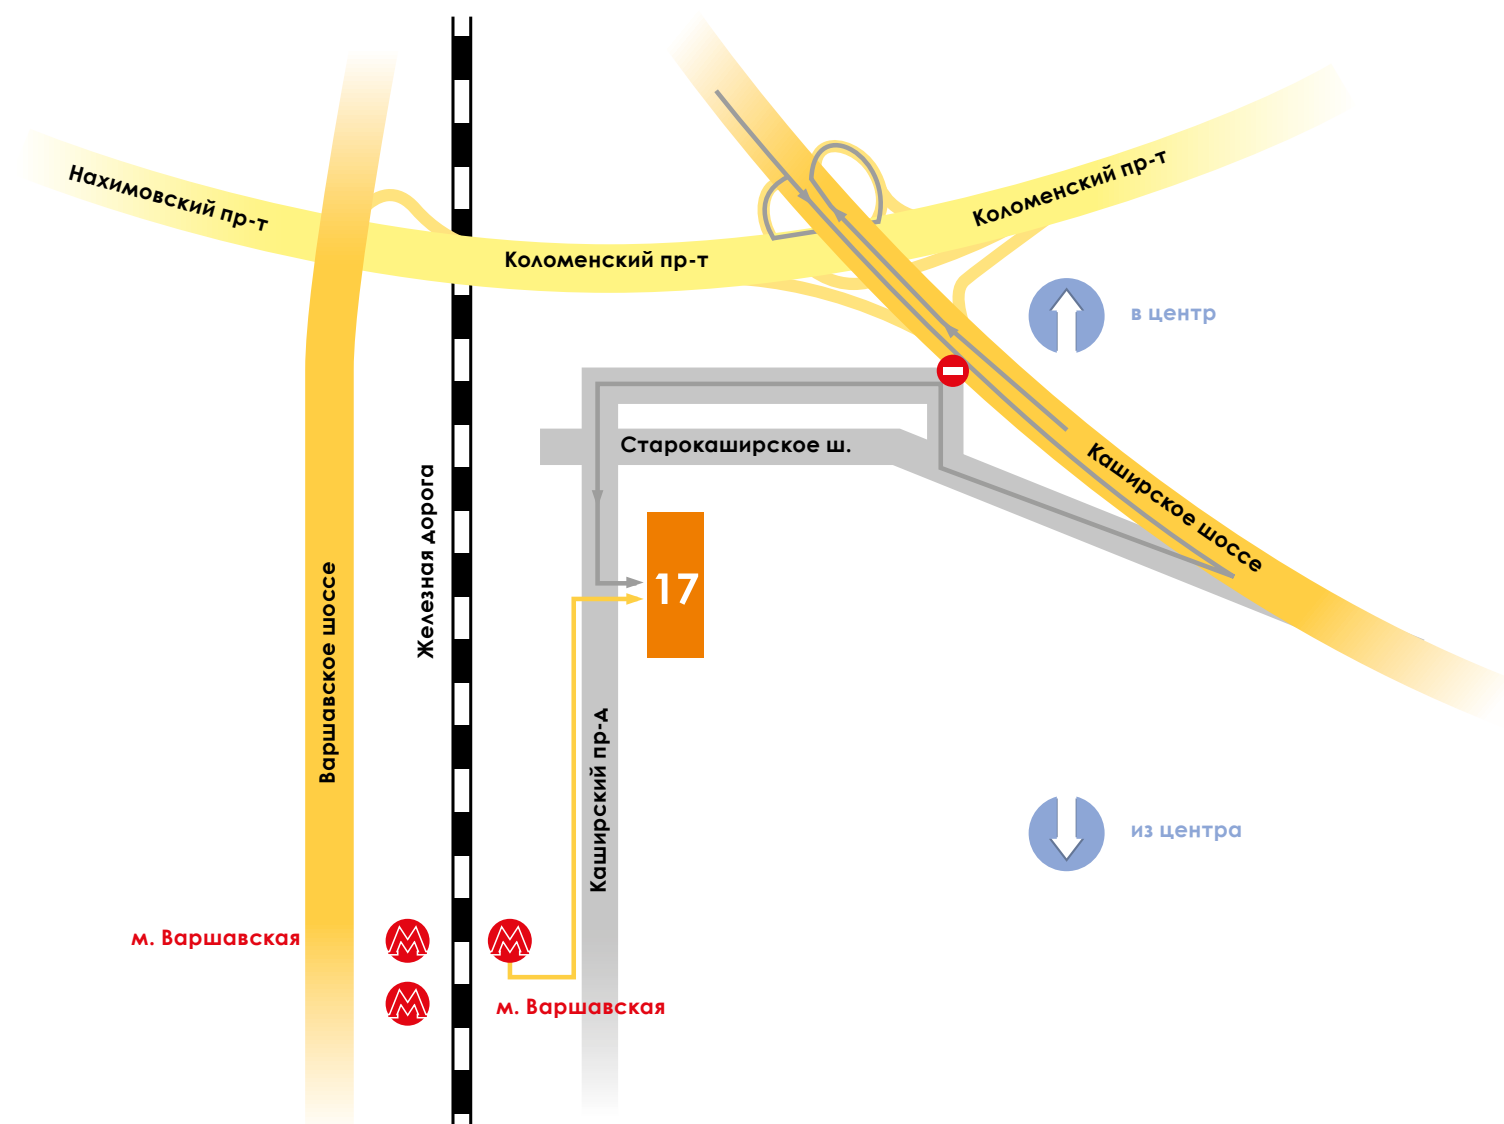 Нахимовский пр-т
Коломенский пр-т
Коломенский пр-т
в центр
Старокаширское ш.
Каширское шоссе
Железная дорога
Варшавское шоссе
17
Каширский пр-д
из центра
м. Варшавская
м. Варшавская